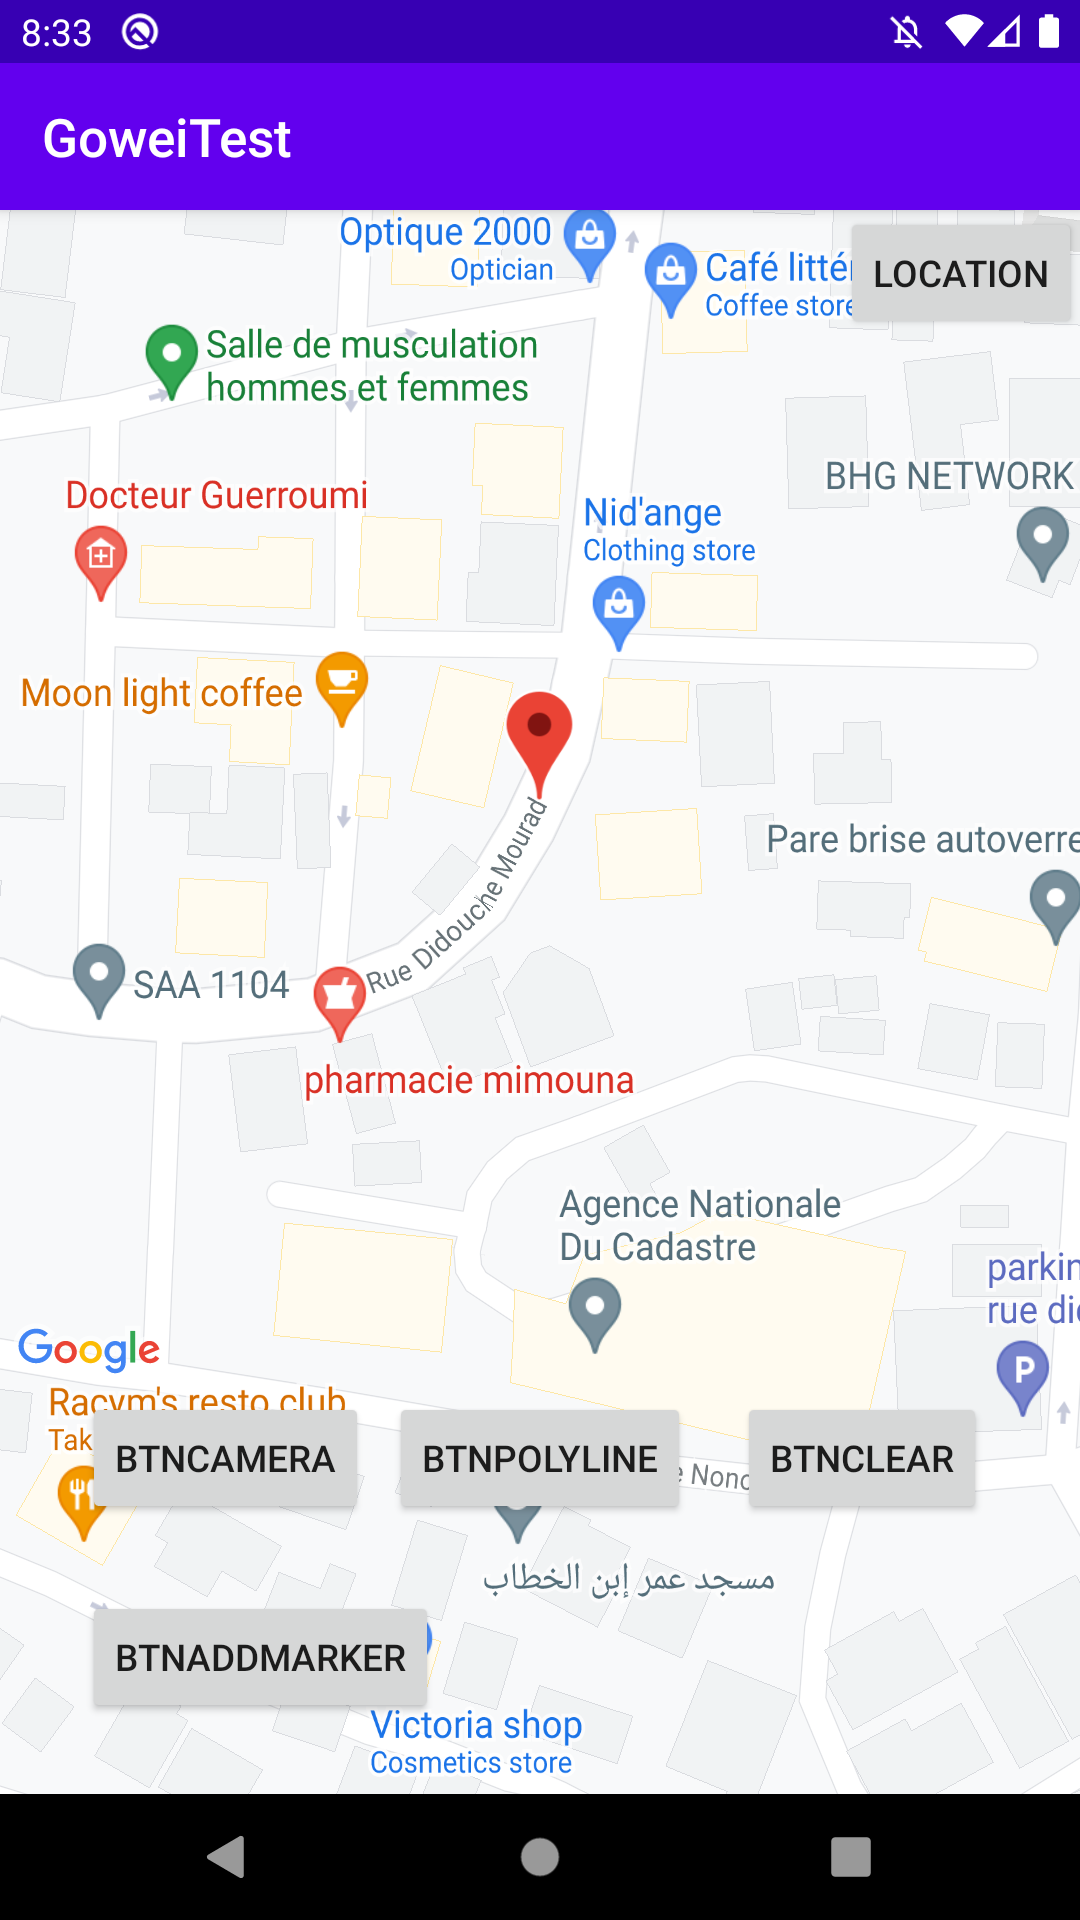 8:33
GoweiTest
Optique 2000
Optician
Café littér
Coffee store
LOCATION
Salle de musculation
hommes et femmes
BHG NETWORK
Docteur Guerroumi
Nid'ange
Clothing store
Moon light coffee
Pare brise autoverre
Rue Didouche Mourad
SAA 1104
pharmacie mimouna
Agence Nationale
Du Cadastre
parkin
rue did
P
Google
Racym's resto club
Tak
BTNCAMERA
BTNPOLYLINE
e Nonc
BTNCLEAR
مسجد عمر إبن الخطاب
BTNADDMARKER
Victoria shop
Cosmetics store